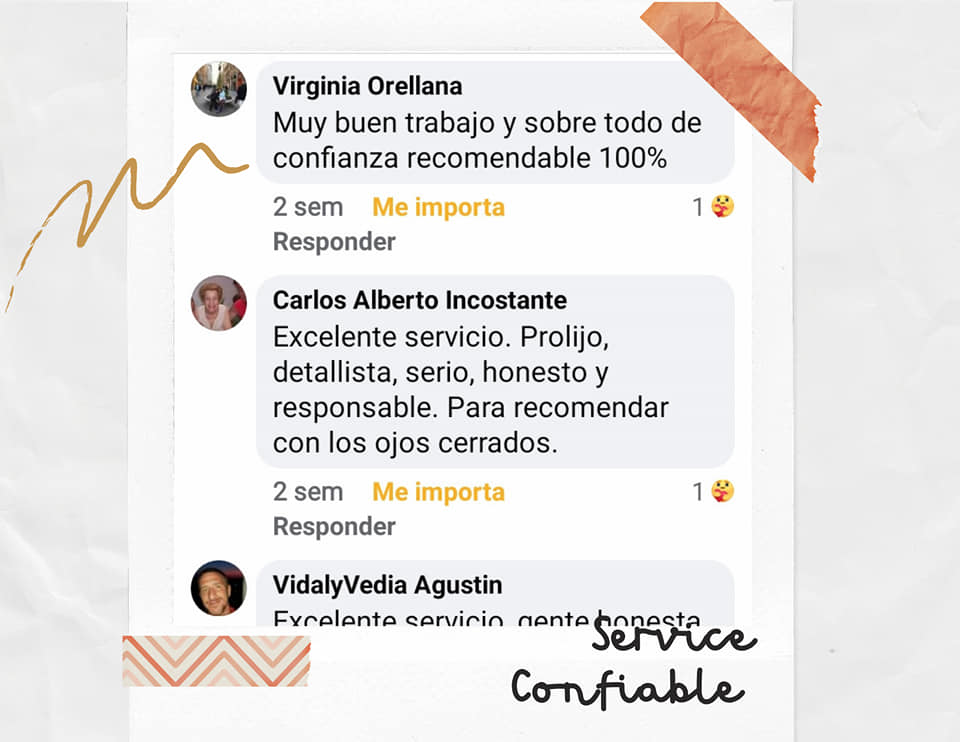 Virginia Orellana
Muy buen trabajo y sobre todo de
confianza recomendable 100%
2 sem Me importa 1
Responder
Carlos Alberto Incostante
Excelente servicio. Prolijo,
detallista, serio, honesto y
responsable. Para recomendar
con los ojos cerrados.
2 sem Me importa 1
Responder
VidalyVedia Agustin
Excelente servicio, gente honesta
Service
Confiable